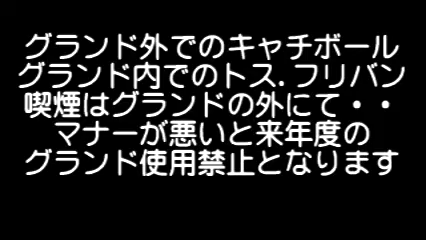 グランド外でのキャチボール
グランド内でのトス.フリバン
喫煙はグランドの外にて・・
マナーが悪いと来年度の
グランド使用禁止となります